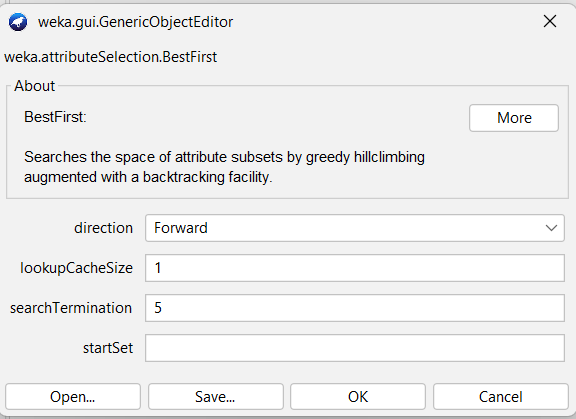 weka.gui.GenericObjectEditor
weka.attributeSelection.BestFirst
About
BestFirst:
More
Searches the space of attribute subsets by greedy hillclimbing
augmented with a backtracking facility.
direction Forward
lookupCacheSize 1
searchTermination 5
startSet
Open... Save... OK Cancel